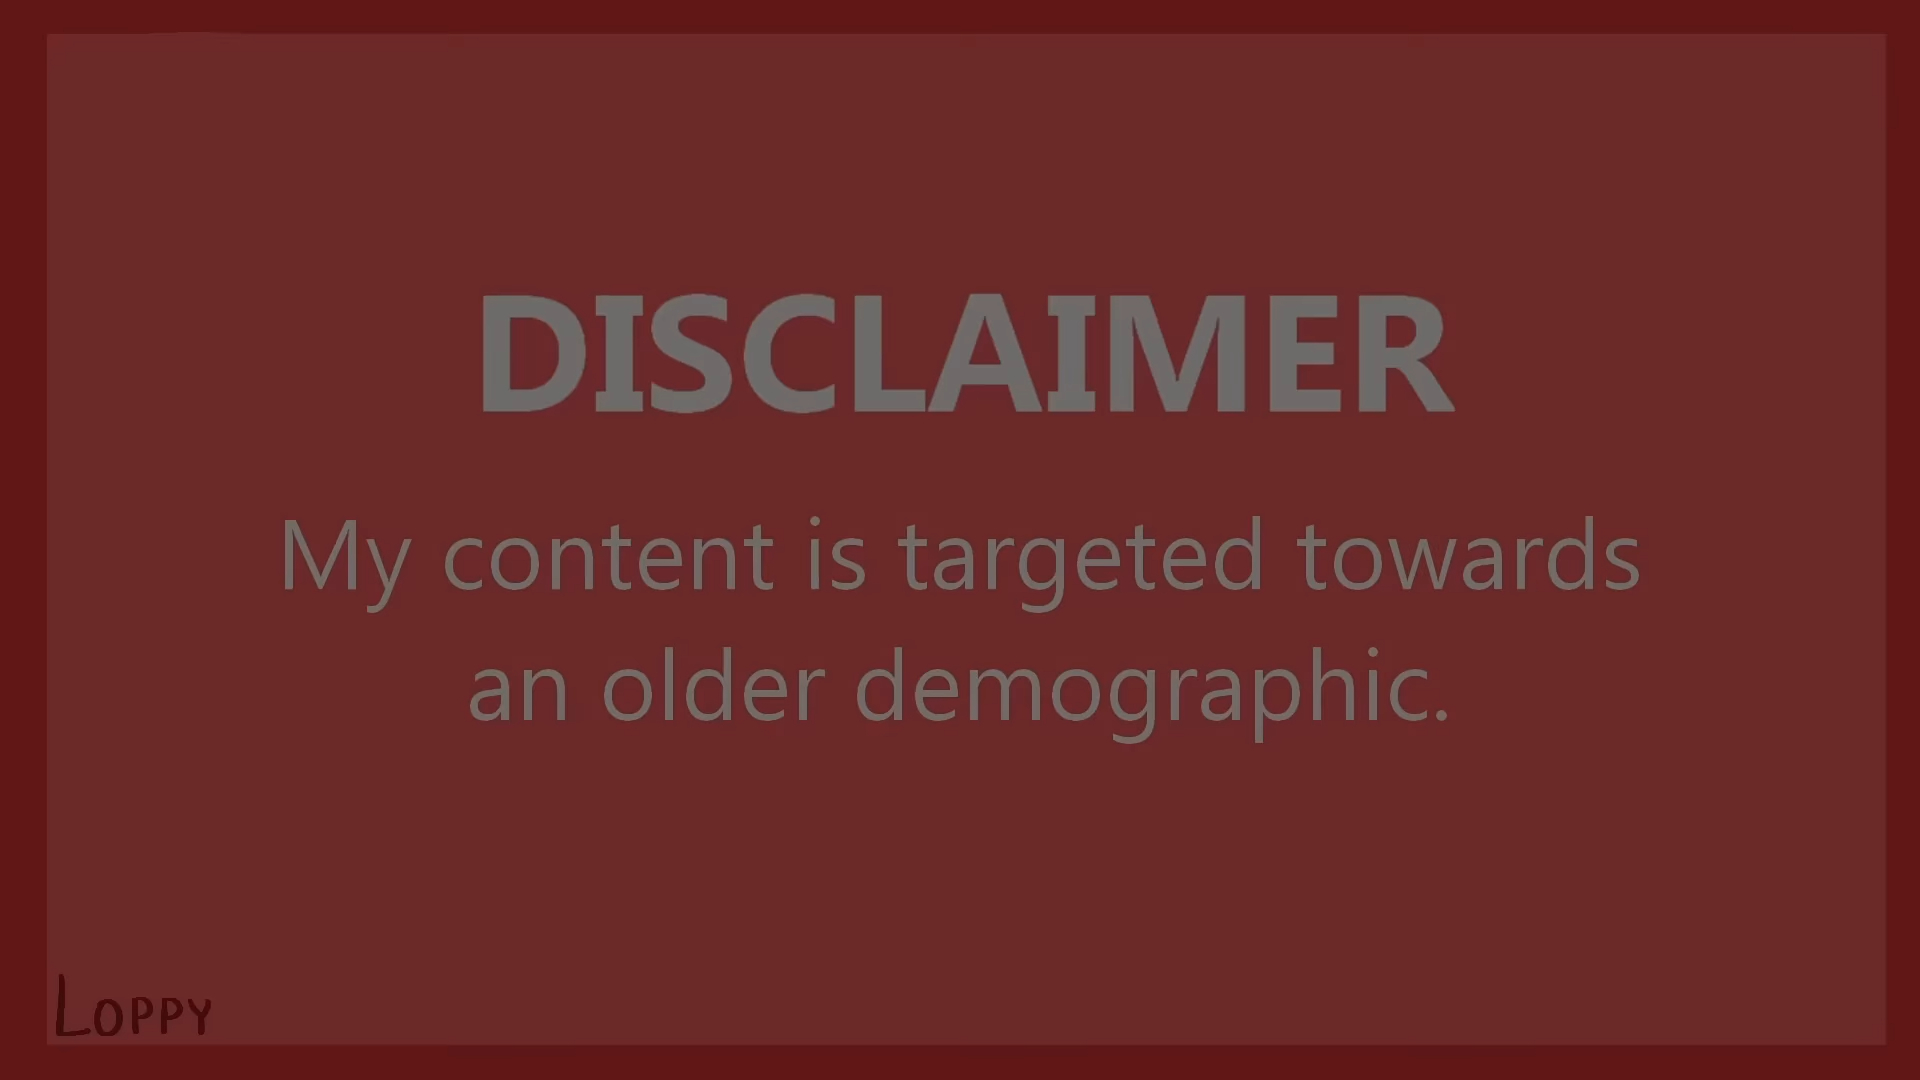 DISCLAIMER
My content is targeted towards
an older demographic.
LOPPY